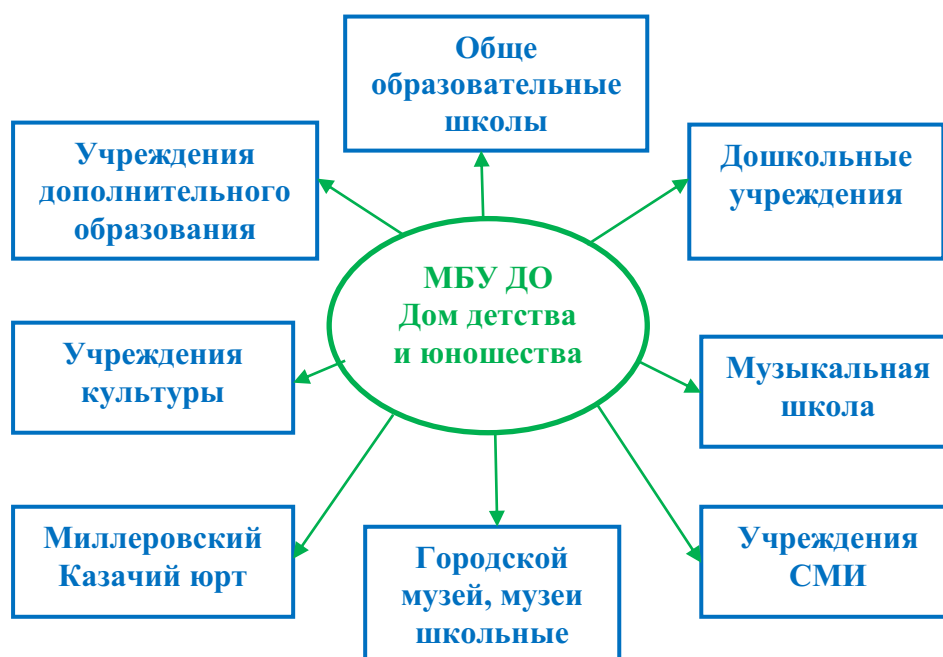 Обще
образовательные
школы
Учреждения
дополнительного
образования
Дошкольные
учреждения
МБУ ДО
Дом детства
и юношества
Учреждения
культуры
Музыкальная
школа
Миллеровский
Казачий юрт
Городской
музей, музеи
школьные
Учреждения
СМИ